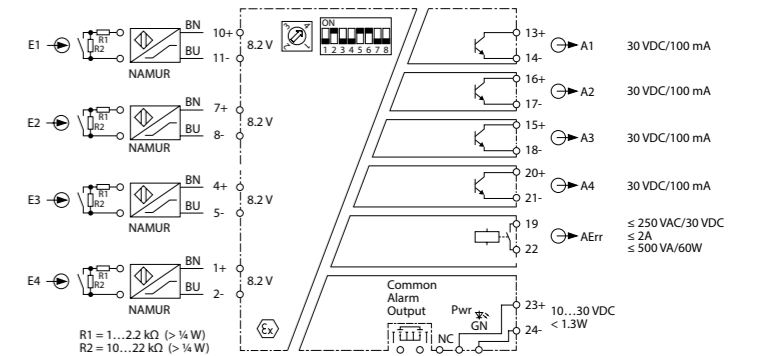 E1
R1
R2
NAMUR
BN
BU
10+
11-
8.2 V
E2
R1
R2
NAMUR
BN
BU
7+
8-
8.2 V
E3
R1
R2
NAMUR
BN
BU
4+
5-
8.2 V
E4
R1
R2
NAMUR
BN
BU
1+
2-
8.2 V
R1 = 1…2.2 kΩ (> ¼ W)
R2 = 10…22 kΩ (> ¼ W)
1 2 3 4
ON
1 2 3 4 5 6 7 8
Ex
13+
14-
A1
30 VDC/100 mA
16+
17-
A2
30 VDC/100 mA
15+
18-
A3
30 VDC/100 mA
20+
21-
A4
30 VDC/100 mA
19
22
AErr
≤ 250 VAC/30 VDC
≤ 2A
≤ 500 VA/60W
Common
Alarm
Output
NC
Pwr
GN
23+
24-
10…30 VDC
< 1.3W